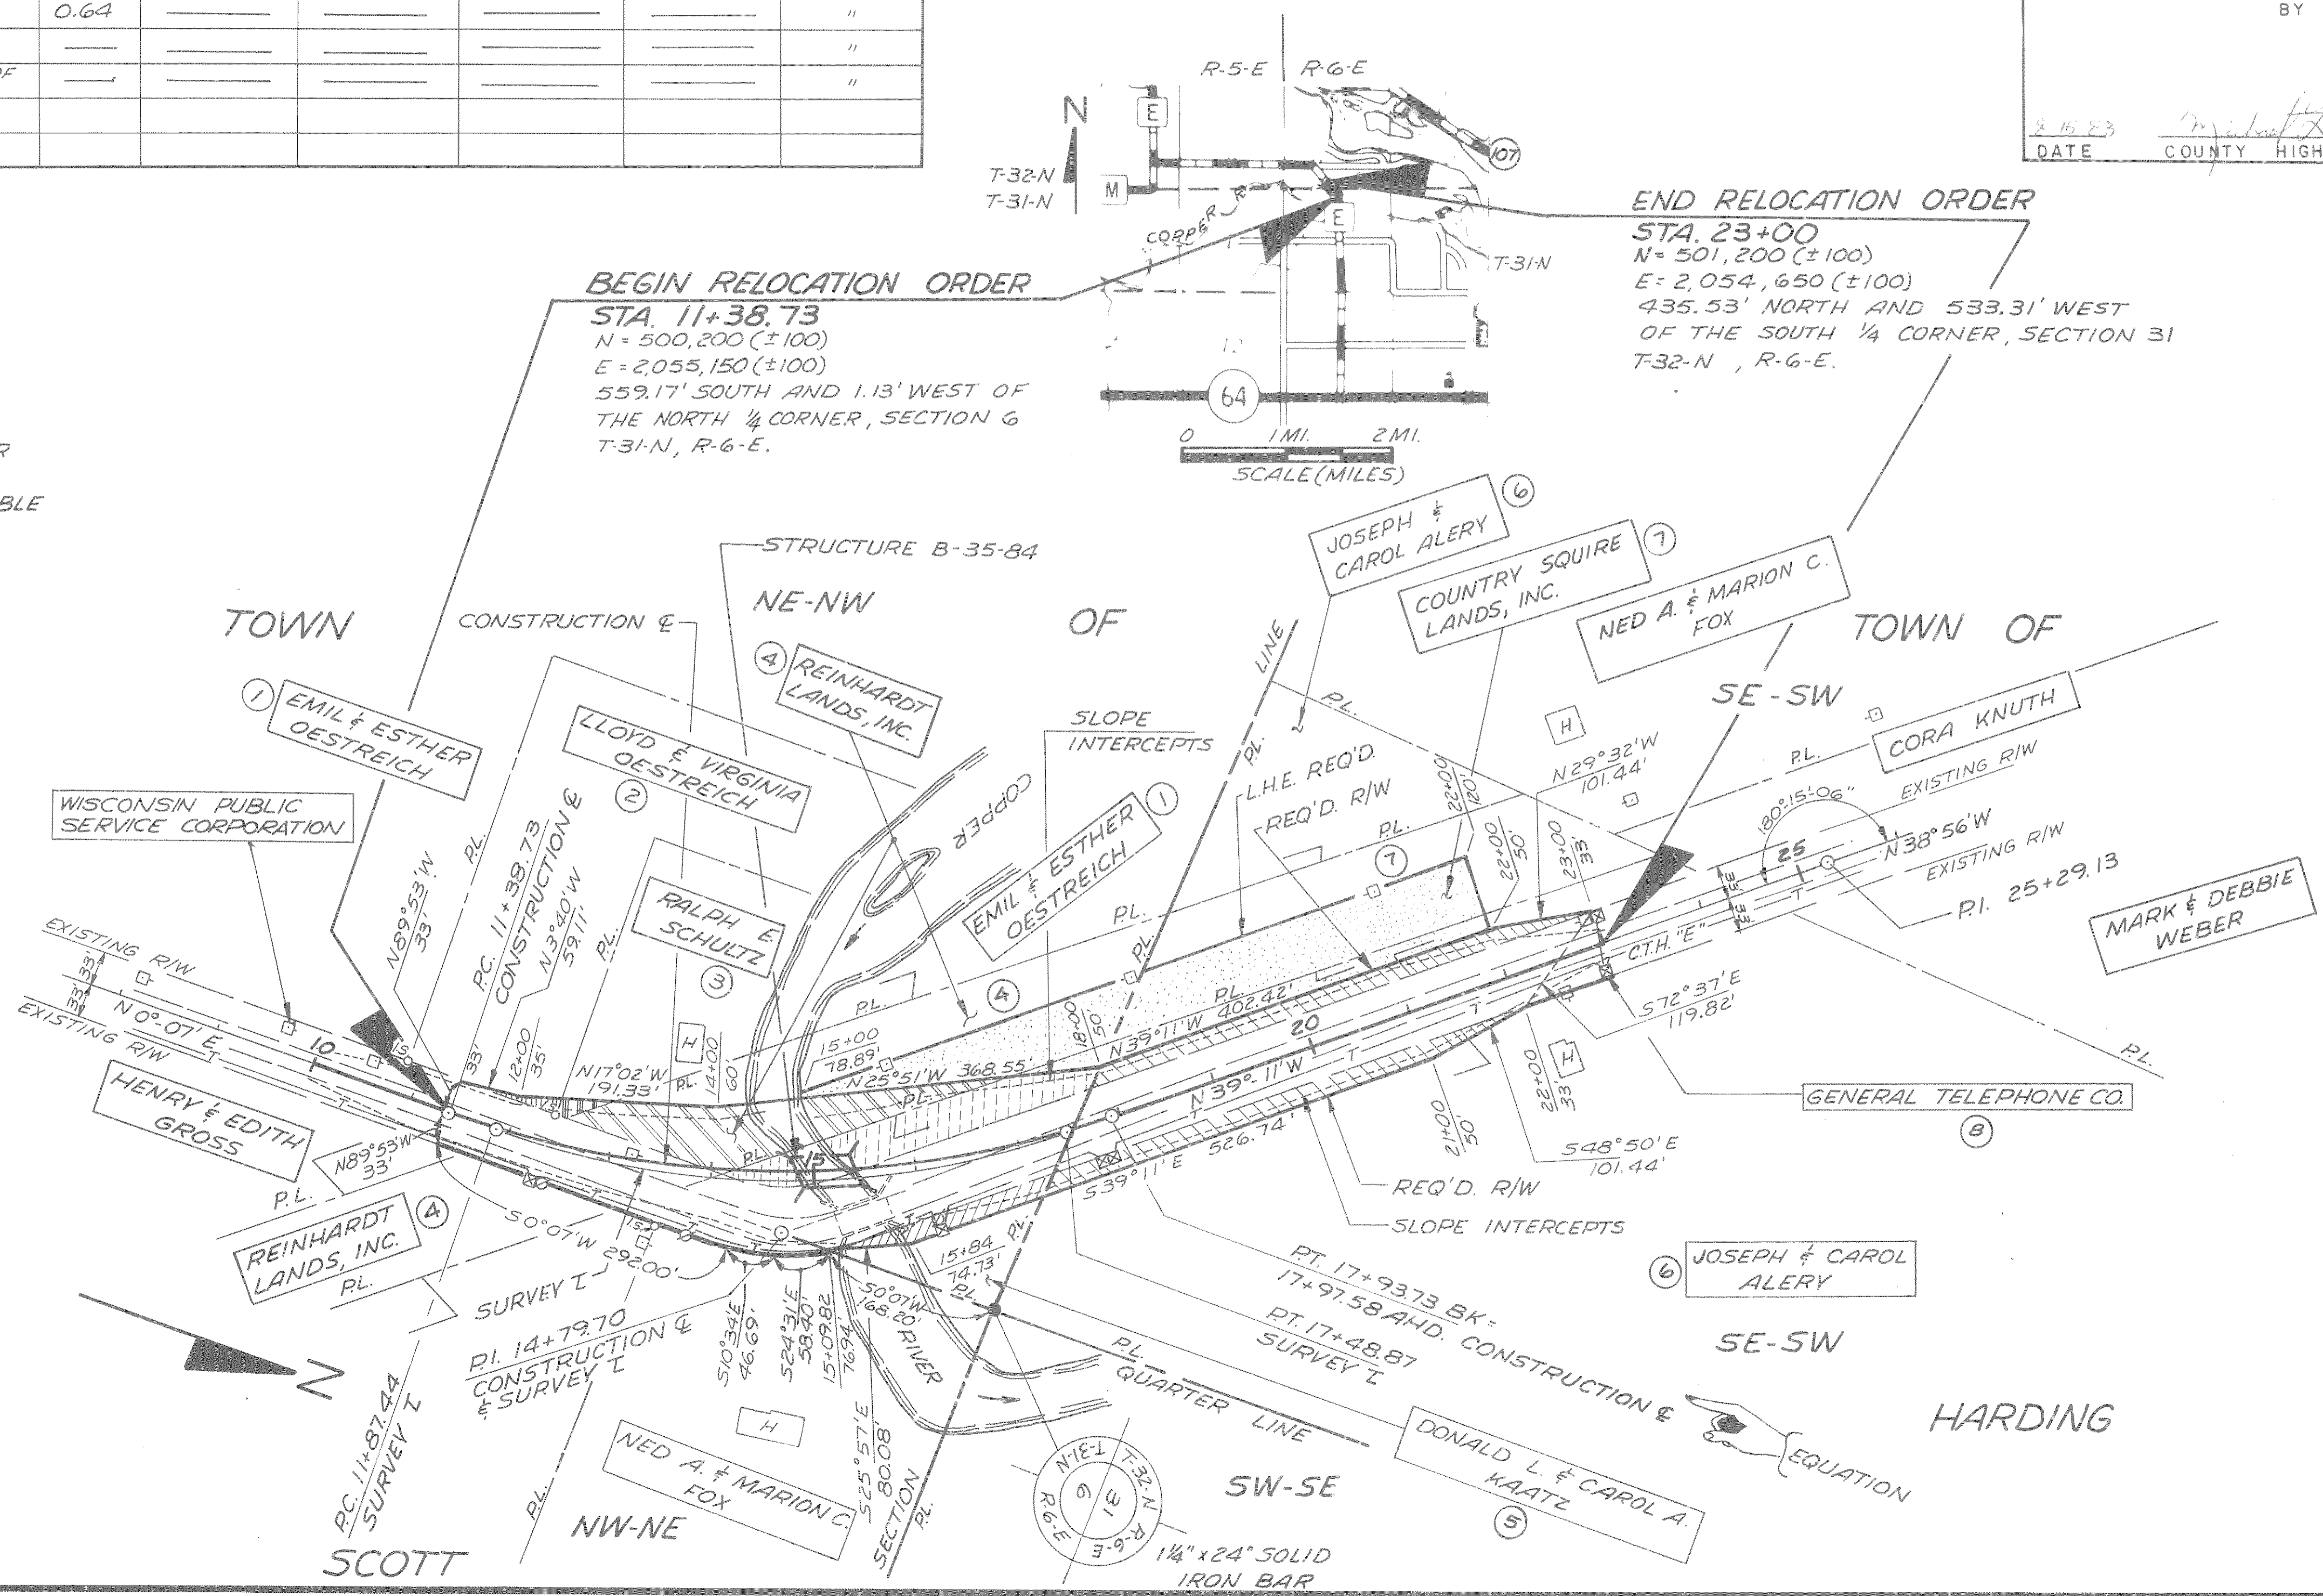 0.64
"
"
"
BY
DATE
COUNTY HIGH
R-5-E
R-6-E
N
E
107
T-32-N
T-31-N
M
COPPER R
E
T-31-N
64
0 1 MI. 2 MI.
SCALE (MILES)
BEGIN RELOCATION ORDER
STA. 11+38.73
N = 500,200 (±100)
E = 2,055,150 (±100)
559.17' SOUTH AND 1.13' WEST OF
THE NORTH ¼ CORNER, SECTION 6
T-31-N, R-6-E.
END RELOCATION ORDER
STA. 23+00
N= 501,200 (±100)
E= 2,054,650 (±100)
435.53' NORTH AND 533.31' WEST
OF THE SOUTH ¼ CORNER, SECTION 31
T-32-N , R-6-E.
BLE
STRUCTURE B-35-84
TOWN
CONSTRUCTION ℄
NE-NW
OF
TOWN OF
6
JOSEPH &
CAROL ALERY
7
COUNTRY SQUIRE
LANDS, INC.
NED A. & MARION C.
FOX
SE-SW
CORA KNUTH
4
REINHARDT
LANDS, INC.
1
EMIL & ESTHER
OESTREICH
LLOYD & VIRGINIA
OESTREICH
2
SLOPE
INTERCEPTS
LINE
P.L.
P.L.
H
N29°32'W
101.44'
P.L.
EXISTING R/W
180°-15'-06"
N38°56'W
EXISTING R/W
25
P.I. 25+29.13
33' 33'
MARK & DEBBIE
WEBER
L.H.E. REQ'D.
REQ'D. R/W
22+00
120'
22+00
50'
23+00
33'
P.L.
7
WISCONSIN PUBLIC
SERVICE CORPORATION
P.L.
N89°53'W
33'
P.C. 11+38.73
CONSTRUCTION ℄
N3°40'W
59.11'
P.L.
RALPH E.
SCHULTZ
3
COPPER
EMIL & ESTHER
OESTREICH
1
P.L.
P.L.
4
P.L.
EXISTING R/W
33' 33'
N0°-07'E
EXISTING R/W
10
I.S.
33'
12+00
35'
N17°02'W
191.33'
H
P.L.
14+00
60'
15+00
78.89'
N25°51'W 368.55'
P.L.
18+00
50'
N39°11'W 402.42'
P.L.
20
N39°-11'W
C.T.H. "E"
S72°37'E
119.82'
P.L.
H
22+00
33'
GENERAL TELEPHONE CO.
8
HENRY & EDITH
GROSS
N89°53'W
33'
P.L.
REINHARDT
LANDS, INC.
4
P.L.
S0°07'W 292.00'
I.S.
P.L.
15
S39°11'E 526.74'
21+00
50'
S48°50'E
101.44'
REQ'D. R/W
SLOPE INTERCEPTS
P.L.
SURVEY T
P.I. 14+79.70
CONSTRUCTION ℄
& SURVEY T
S10°34'E
46.69'
S24°31'E
58.40'
15+09.82
76.94'
S0°07'W
168.20'
15+84
74.73'
P.L.
RIVER
P.T. 17+93.73 BK=
17+97.58 AHD. CONSTRUCTION ℄
P.T. 17+48.87
SURVEY T
6
JOSEPH & CAROL
ALERY
SE-SW
N
P.C. 11+87.44
SURVEY T
P.L.
H
NED A. & MARION C.
FOX
S25°57'E
80.08'
SECTION
P.L.
P.L.
QUARTER LINE
T-31-N
T-32-N
6
31
R-6-E
R-6-E
SW-SE
DONALD L. & CAROL A.
KAATZ
5
EQUATION
HARDING
NW-NE
SCOTT
1¼" x 24" SOLID
IRON BAR